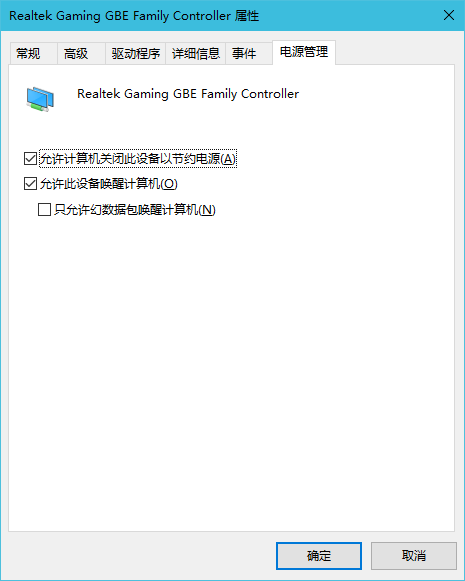 Realtek Gaming GBE Family Controller 属性
常规 高级 驱动程序 详细信息 事件 电源管理
Realtek Gaming GBE Family Controller
允许计算机关闭此设备以节约电源(A)
允许此设备唤醒计算机(O)
只允许幻数据包唤醒计算机(N)
确定 取消